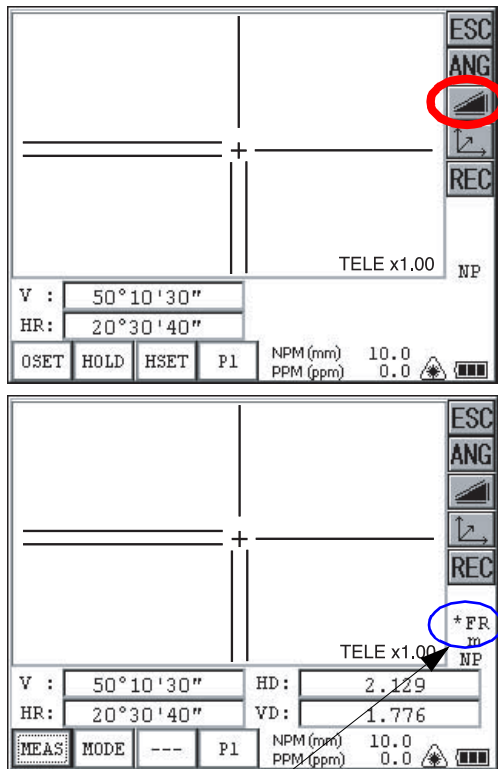 ESC
ANG
REC
TELE x1.00
NP
V : 50°10'30"
HR: 20°30'40"
OSET HOLD HSET P1 NPM (mm) 10.0
PPM (ppm) 0.0
ESC
ANG
REC
*FR
m
TELE x1.00
NP
V : 50°10'30" HD: 2.129
HR: 20°30'40" VD: 1.776
MEAS MODE --- P1 NPM (mm) 10.0
PPM (ppm) 0.0